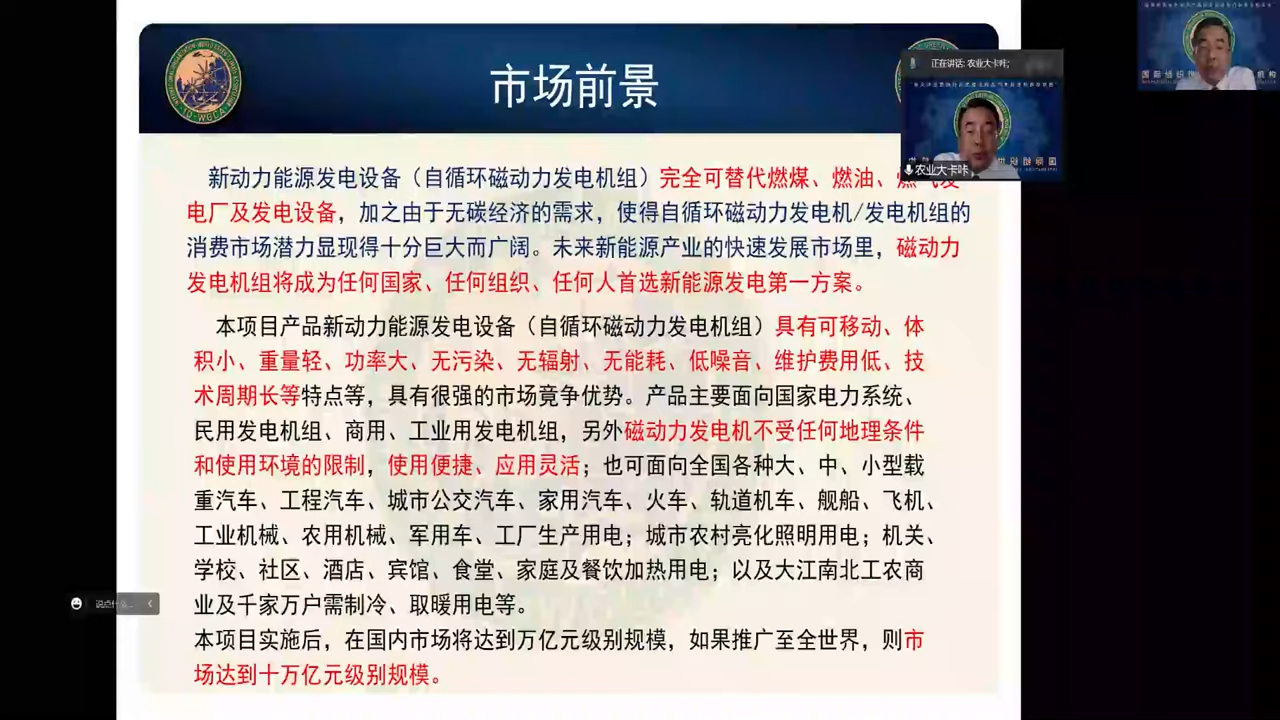 市场前景
正在讲话: 农业大卡咔;
农业大卡咔
国际组织
机构
新动力能源发电设备（自循环磁动力发电机组）完全可替代燃煤、燃油、燃气发
电厂及发电设备，加之由于无碳经济的需求，使得自循环磁动力发电机/发电机组的
消费市场潜力显现得十分巨大而广阔。未来新能源产业的快速发展市场里，磁动力
发电机组将成为任何国家、任何组织、任何人首选新能源发电第一方案。
本项目产品新动力能源发电设备（自循环磁动力发电机组）具有可移动、体
积小、重量轻、功率大、无污染、无辐射、无能耗、低噪音、维护费用低、技
术周期长等特点等，具有很强的市场竞争优势。产品主要面向国家电力系统、
民用发电机组、商用、工业用发电机组，另外磁动力发电机不受任何地理条件
和使用环境的限制，使用便捷、应用灵活；也可面向全国各种大、中、小型载
重汽车、工程汽车、城市公交汽车、家用汽车、火车、轨道机车、舰船、飞机、
工业机械、农用机械、军用车、工厂生产用电；城市农村亮化照明用电；机关、
学校、社区、酒店、宾馆、食堂、家庭及餐饮加热用电；以及大江南北工农商
业及千家万户需制冷、取暖用电等。
本项目实施后，在国内市场将达到万亿元级别规模，如果推广至全世界，则市
场达到十万亿元级别规模。
说点什么...